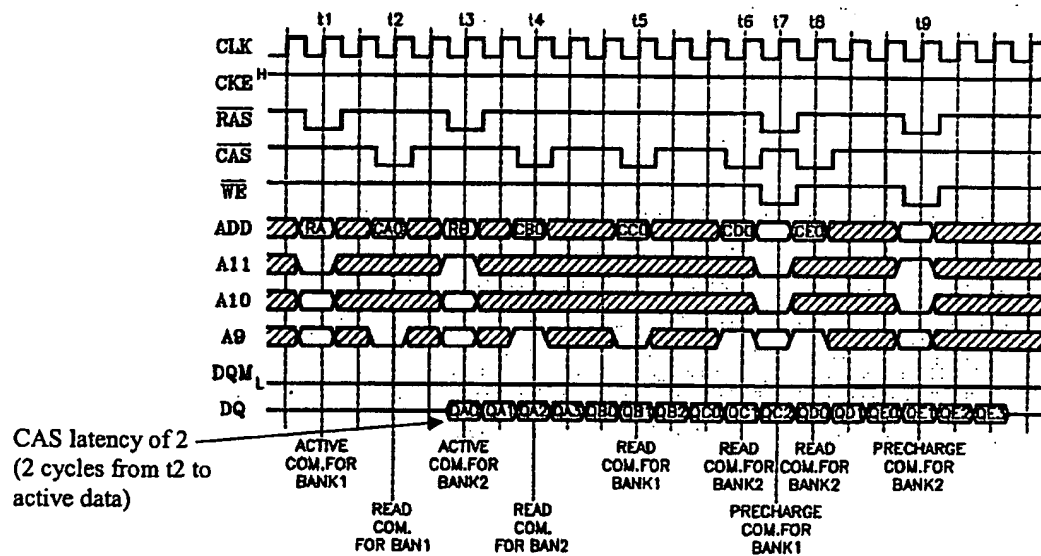 t1 t2 t3 t4 t5 t6 t7 t8 t9
CLK
CKE H
RAS
CAS
WE
ADD RA CA0 RB CB0 CC0 CD0 CE0
A11
A10
A9
DQM L
DQ QA0 QA1 QA2 QA3 QB0 QB1 QB2 QC0 QC1 QC2 QD0 QD1 QE0 QE1 QE2 QE3
CAS latency of 2
(2 cycles from t2 to
active data)
ACTIVE
COM.FOR
BANK1
READ
COM.
FOR BAN1
ACTIVE
COM.FOR
BANK2
READ
COM.
FOR BAN2
READ
COM.FOR
BANK1
READ
COM.FOR
BANK2
PRECHARGE
COM.FOR
BANK1
READ
COM.FOR
BANK2
PRECHARGE
COM.FOR
BANK2